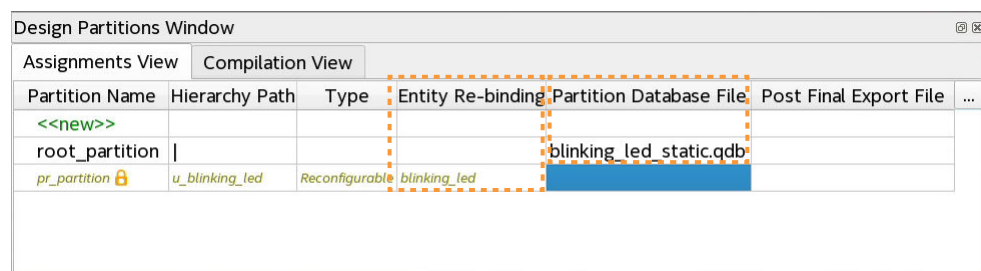 Design Partitions Window
Assignments View Compilation View
Partition Name Hierarchy Path Type Entity Re-binding Partition Database File Post Final Export File ...
<<new>>
root_partition | blinking_led_static.qdb
pr_partition u_blinking_led Reconfigurable blinking_led